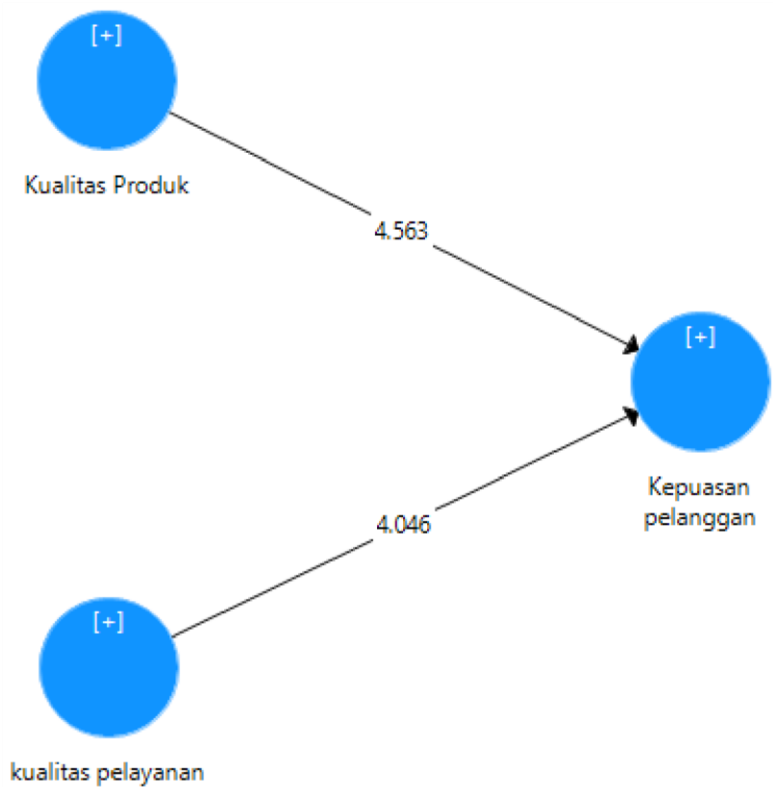 [+]
Kualitas Produk
4.563
[+]
Kepuasan
pelanggan
4.046
[+]
kualitas pelayanan